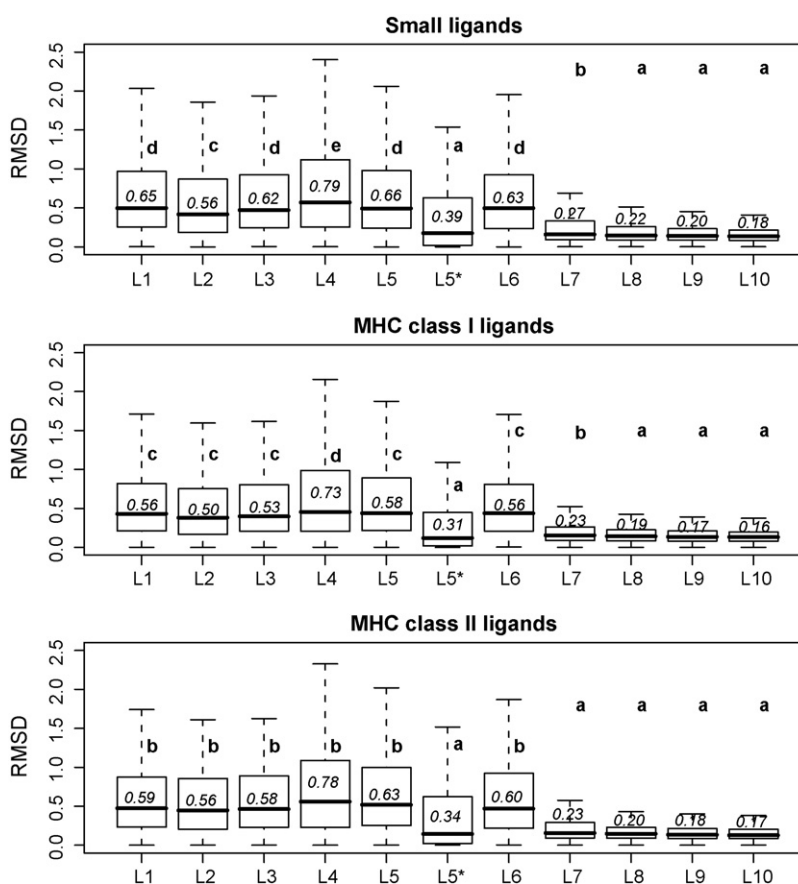 Small ligands
RMSD
2.5
2.0
1.5
1.0
0.5
0.0
b a a a
d c d e d a d
0.65 0.56 0.62 0.79 0.66 0.39 0.63 0.27 0.22 0.20 0.18
L1 L2 L3 L4 L5 L5* L6 L7 L8 L9 L10
MHC class I ligands
RMSD
2.5
2.0
1.5
1.0
0.5
0.0
c b a a a
c c c d c a
0.56 0.50 0.53 0.73 0.58 0.31 0.56 0.23 0.19 0.17 0.16
L1 L2 L3 L4 L5 L5* L6 L7 L8 L9 L10
MHC class II ligands
RMSD
2.5
2.0
1.5
1.0
0.5
0.0
a a a a
b b b b b a b
0.59 0.56 0.58 0.78 0.63 0.34 0.60 0.23 0.20 0.18 0.17
L1 L2 L3 L4 L5 L5* L6 L7 L8 L9 L10